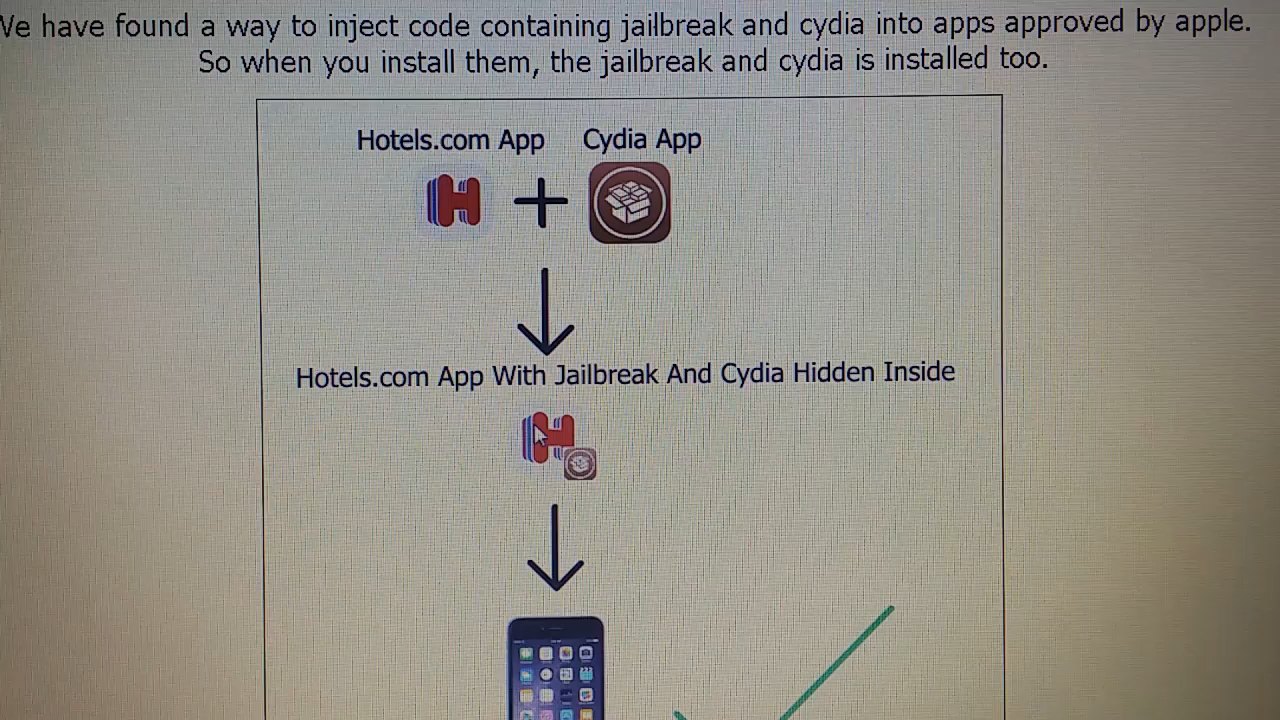 We have found a way to inject code containing jailbreak and cydia into apps approved by apple.
So when you install them, the jailbreak and cydia is installed too.
Hotels.com App Cydia App
Hotels.com App With Jailbreak And Cydia Hidden Inside